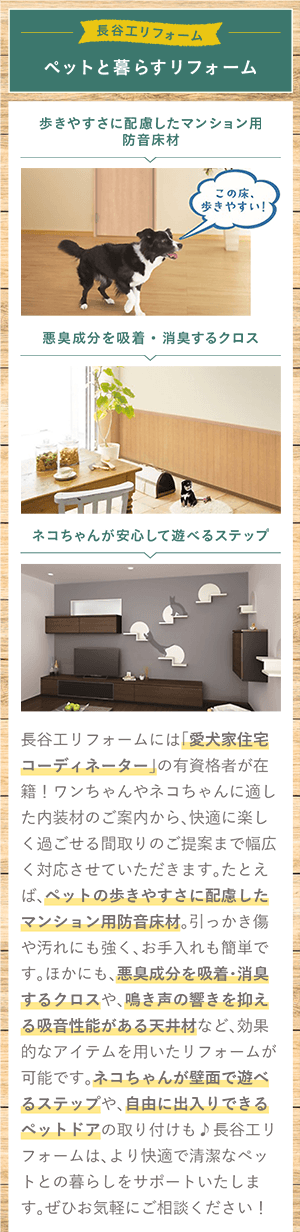 長谷工リフォーム
ペットと暮らすリフォーム
歩きやすさに配慮したマンション用
防音床材
この床、
歩きやすい!
悪臭成分を吸着・消臭するクロス
ネコちゃんが安心して遊べるステップ
長谷工リフォームには「愛犬家住宅
コーディネーター」の有資格者が在
籍！ワンちゃんやネコちゃんに適し
た内装材のご案内から、快適に楽し
く過ごせる間取りのご提案まで幅広
く対応させていただきます。たとえ
ば、ペットの歩きやすさに配慮した
マンション用防音床材。引っかき傷
や汚れにも強く、お手入れも簡単で
す。ほかにも、悪臭成分を吸着・消臭
するクロスや、鳴き声の響きを抑え
る吸音性能がある天井材など、効果
的なアイテムを用いたリフォームが
可能です。ネコちゃんが壁面で遊べ
るステップや、自由に出入りできる
ペットドアの取り付けも♪長谷工リ
フォームは、より快適で清潔なペッ
トとの暮らしをサポートいたしま
す。ぜひお気軽にご相談ください！